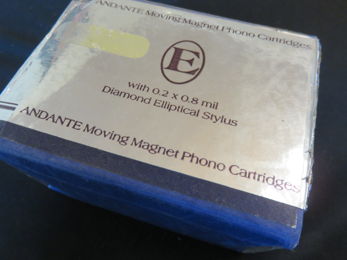 ANDANTE Moving Magnet Phono Cartridges
E
with 0.2 x 0.8 mil
Diamond Elliptical Stylus
ANDANTE Moving Magnet Phono Cartridges